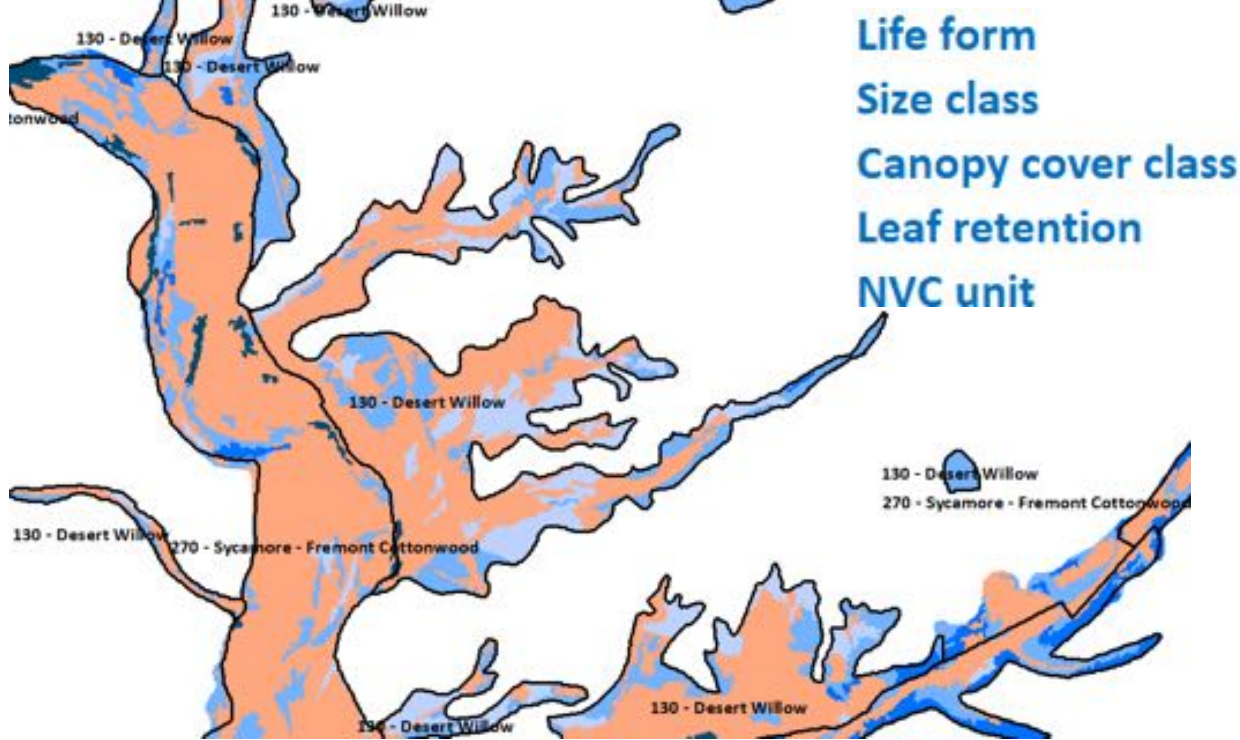 130 - Desert Willow
130 - Desert Willow
130 - Desert Willow
tonwood
Life form
Size class
Canopy cover class
Leaf retention
NVC unit
130 - Desert Willow
130 - Desert Willow
270 - Sycamore - Fremont Cottonwood
130 - Desert Willow
270 - Sycamore - Fremont Cottonwood
130 - Desert Willow
130 - Desert Willow